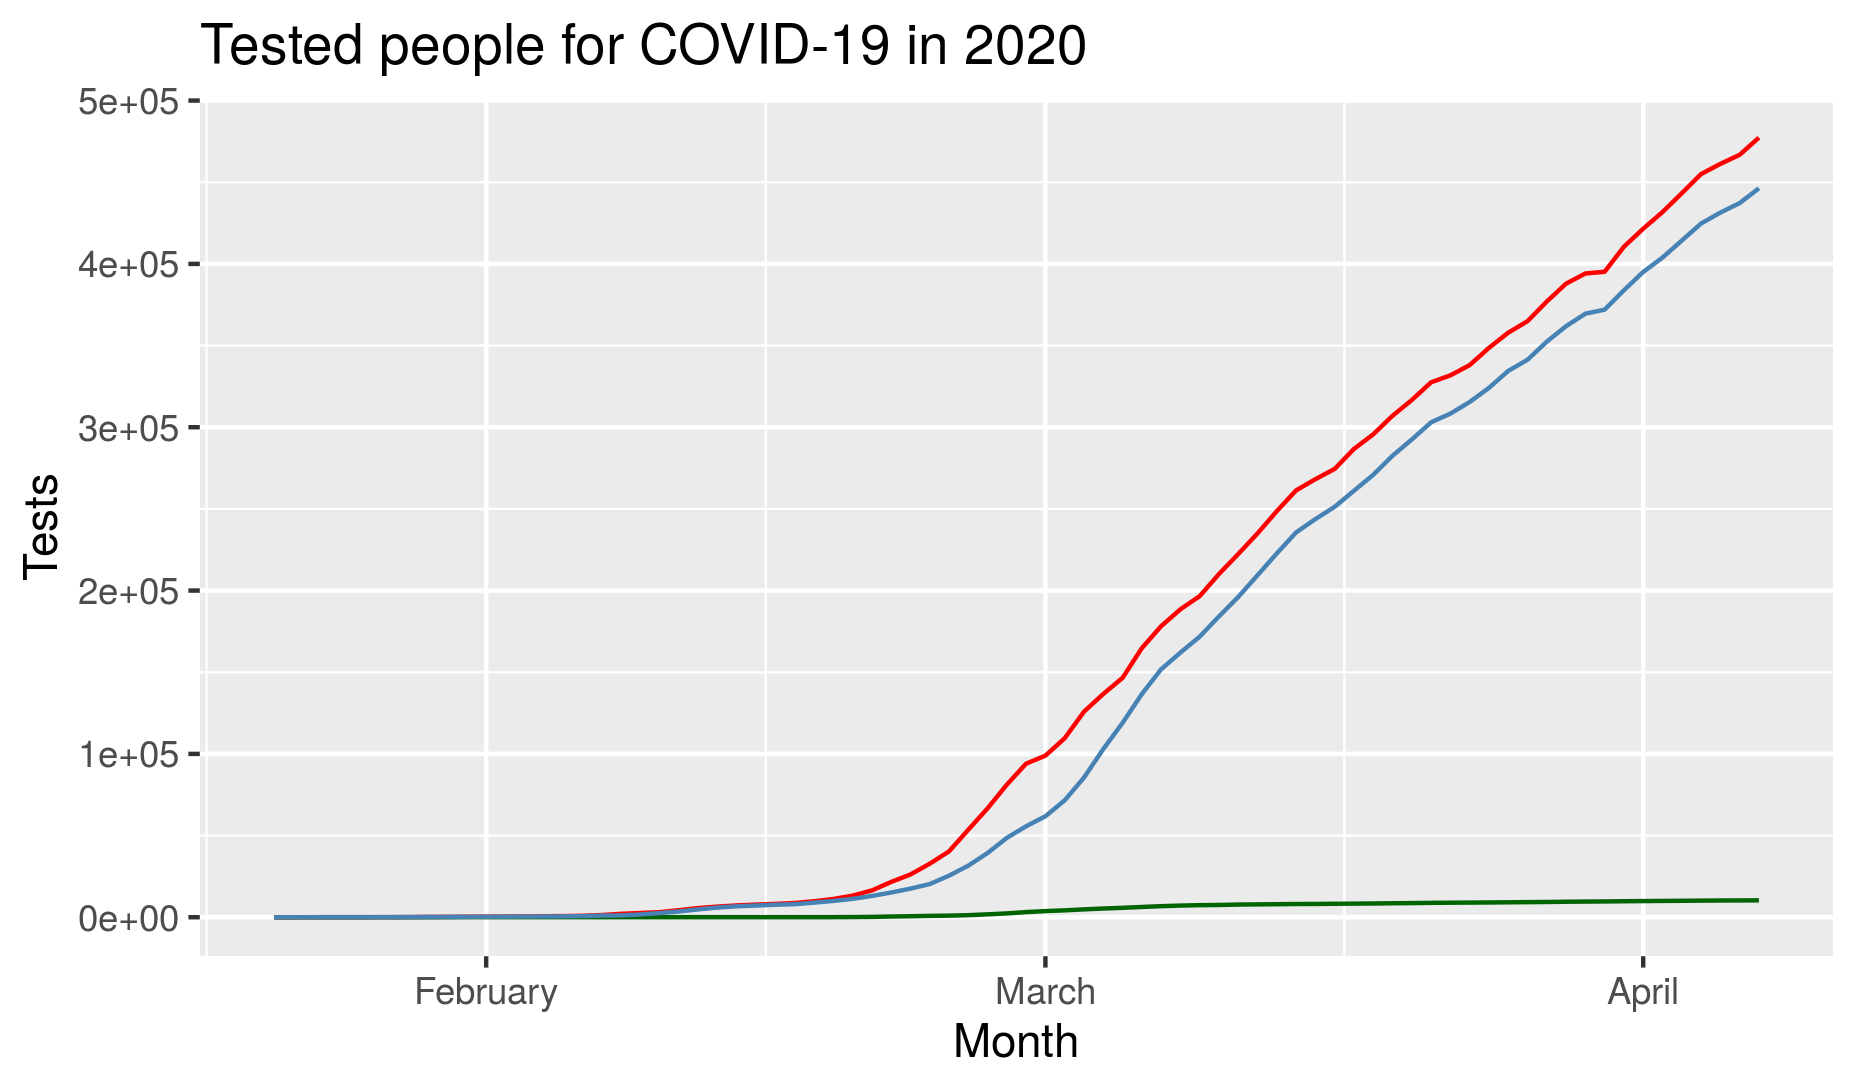 Tested people for COVID-19 in 2020
5e+05
4e+05
3e+05
2e+05
1e+05
0e+00
Tests
February March April
Month